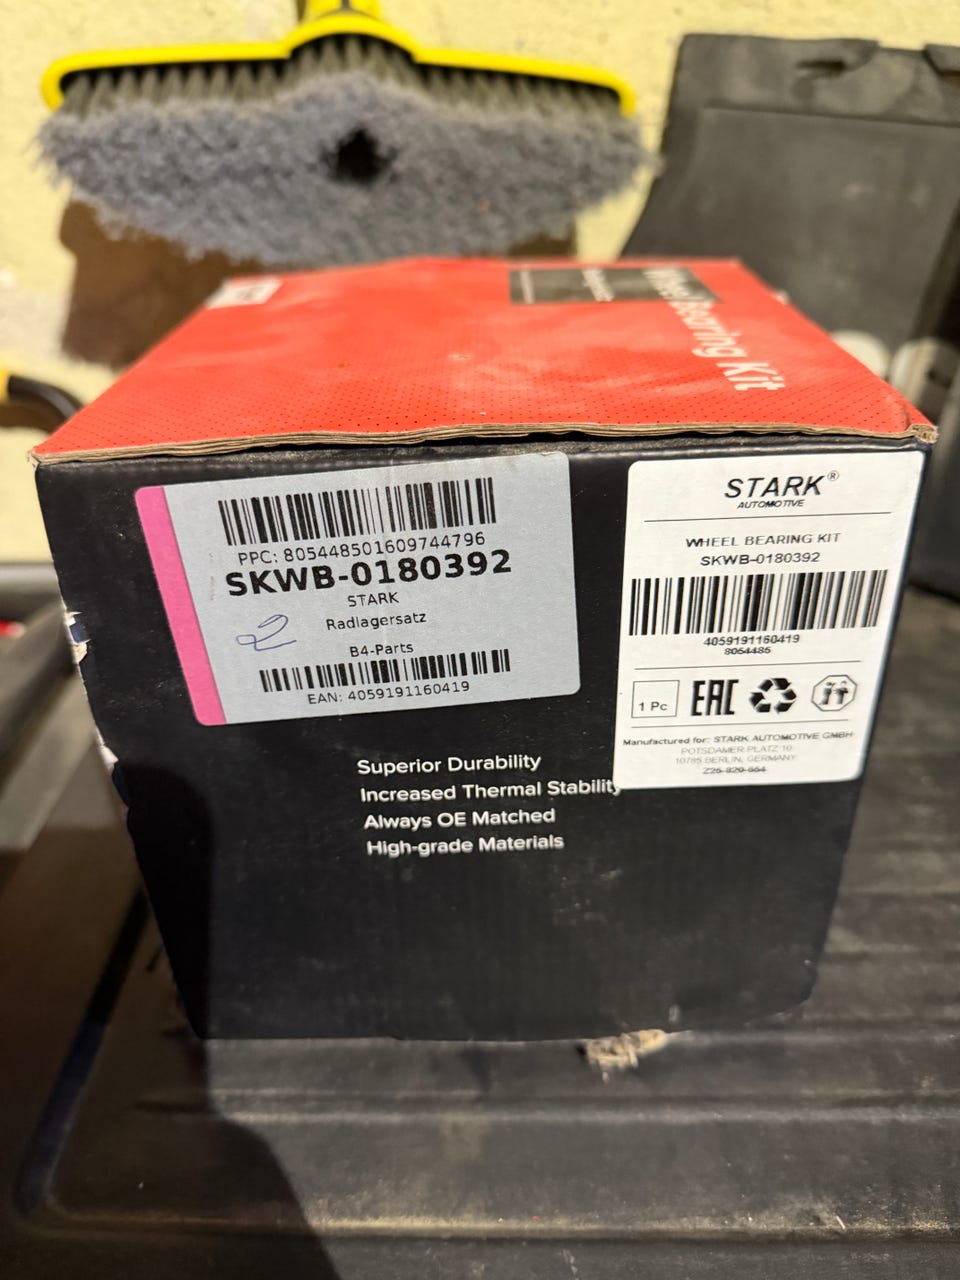 Wheel Bearing Kit
PPC: 805448501609744796
SKWB-0180392
STARK
Radlagersatz
2
B4-Parts
EAN: 4059191160419
STARK®
AUTOMOTIVE
WHEEL BEARING KIT
SKWB-0180392
4059191160419
8054485
1 Pc
EAC
Manufactured for: STARK AUTOMOTIVE GMBH
POTSDAMER PLATZ 10
10785 BERLIN, GERMANY
Superior Durability
Increased Thermal Stability
Always OE Matched
High-grade Materials